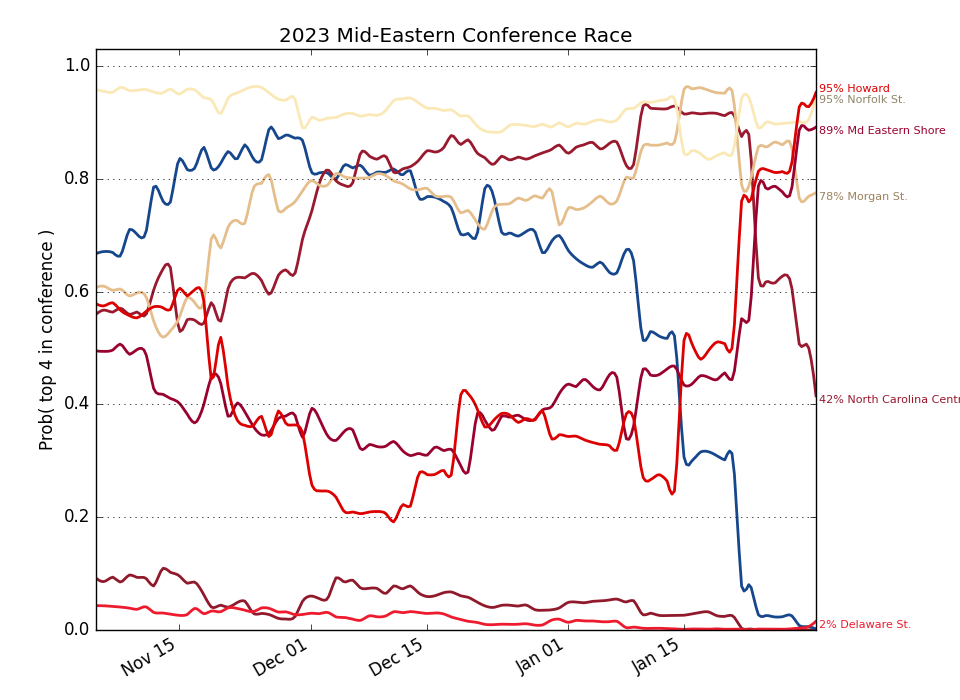 2023 Mid-Eastern Conference Race
Prob( top 4 in conference )
1.0
0.8
0.6
0.4
0.2
0.0
Nov 15
Dec 01
Dec 15
Jan 01
Jan 15
95% Howard
95% Norfolk St.
89% Md Eastern Shore
78% Morgan St.
42% North Carolina Centr
2% Delaware St.